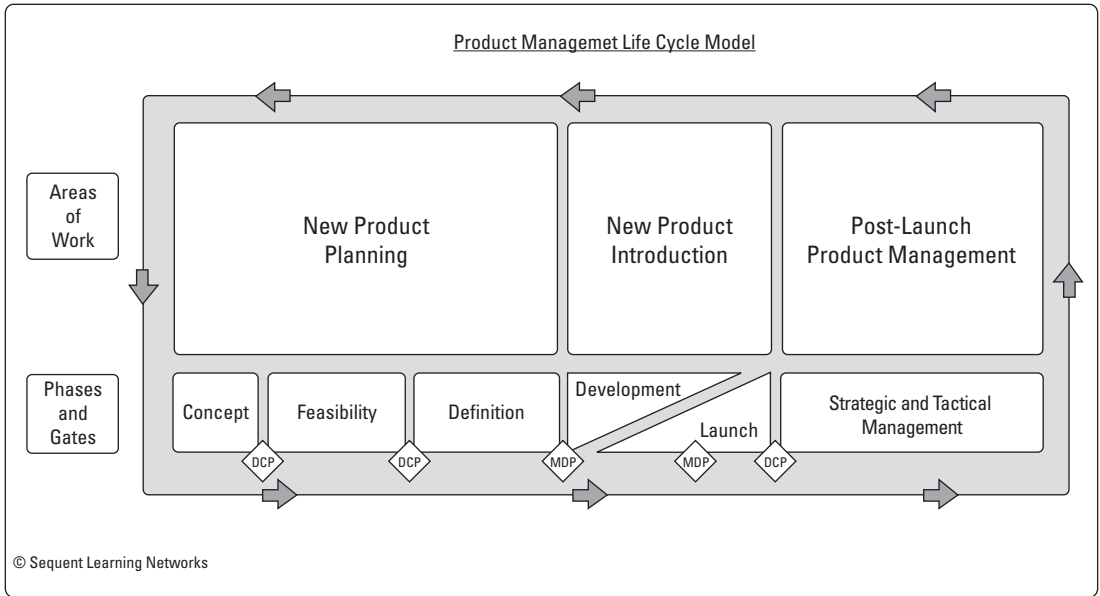 Product Managemet Life Cycle Model
Areas
of
Work
New Product
Planning
New Product
Introduction
Post-Launch
Product Management
Phases
and
Gates
Concept
Feasibility
Definition
Development
Launch
Strategic and Tactical
Management
DCP
DCP
MDP
MDP
DCP
© Sequent Learning Networks